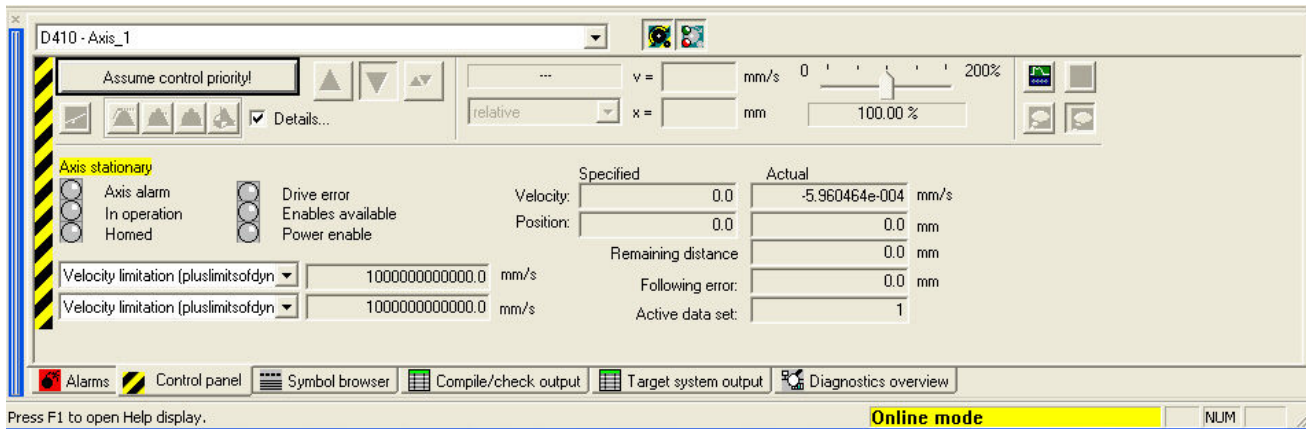 D410 - Axis_1
Assume control priority!
--- v = mm/s 0 200%
relative x = mm 100.00 %
Details...
Axis stationary
Specified Actual
Axis alarm Drive error Velocity: 0.0 -5.960464e-004 mm/s
In operation Enables available
Homed Power enable Position: 0.0 0.0 mm
Remaining distance 0.0 mm
Velocity limitation (pluslimitsofdyn 1000000000000.0 mm/s
Following error: 0.0 mm
Velocity limitation (pluslimitsofdyn 1000000000000.0 mm/s
Active data set: 1
Alarms Control panel Symbol browser Compile/check output Target system output Diagnostics overview
Press F1 to open Help display. Online mode NUM